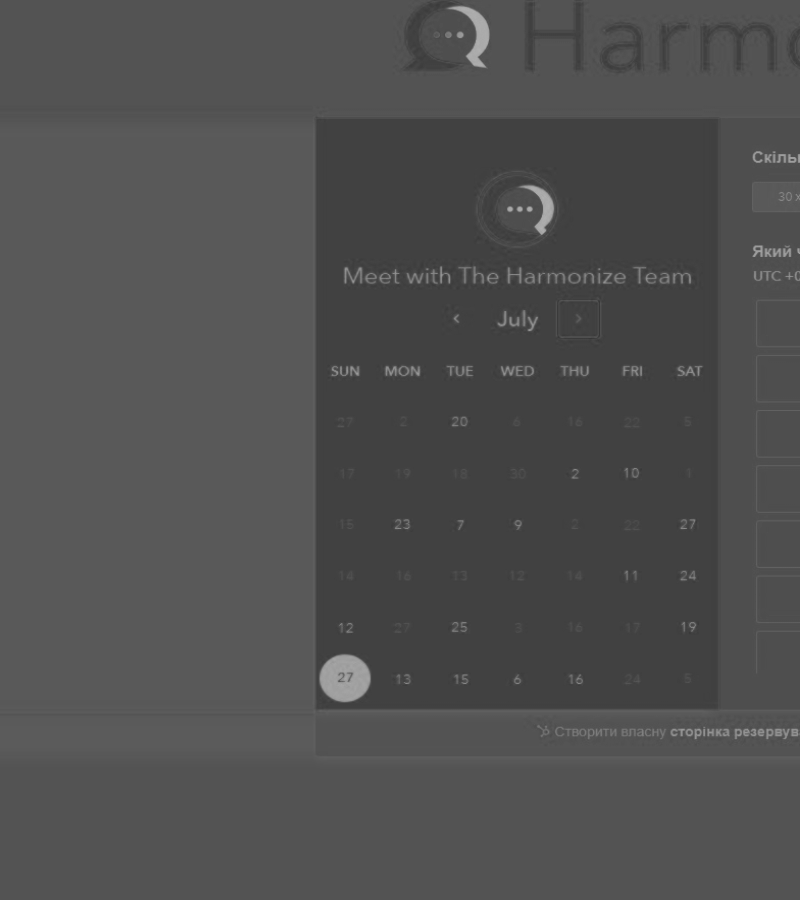 Harmo
Meet with The Harmonize Team
July
SUN MON TUE WED THU FRI SAT
27 2 20 6 16 22 5
17 19 18 30 2 10 1
15 23 7 9 2 22 27
14 16 13 12 14 11 24
12 27 25 3 16 17 19
27 13 15 6 16 24 5
Скіль
30 х
Який ч
UTC +0
Створити власну сторінка резервув